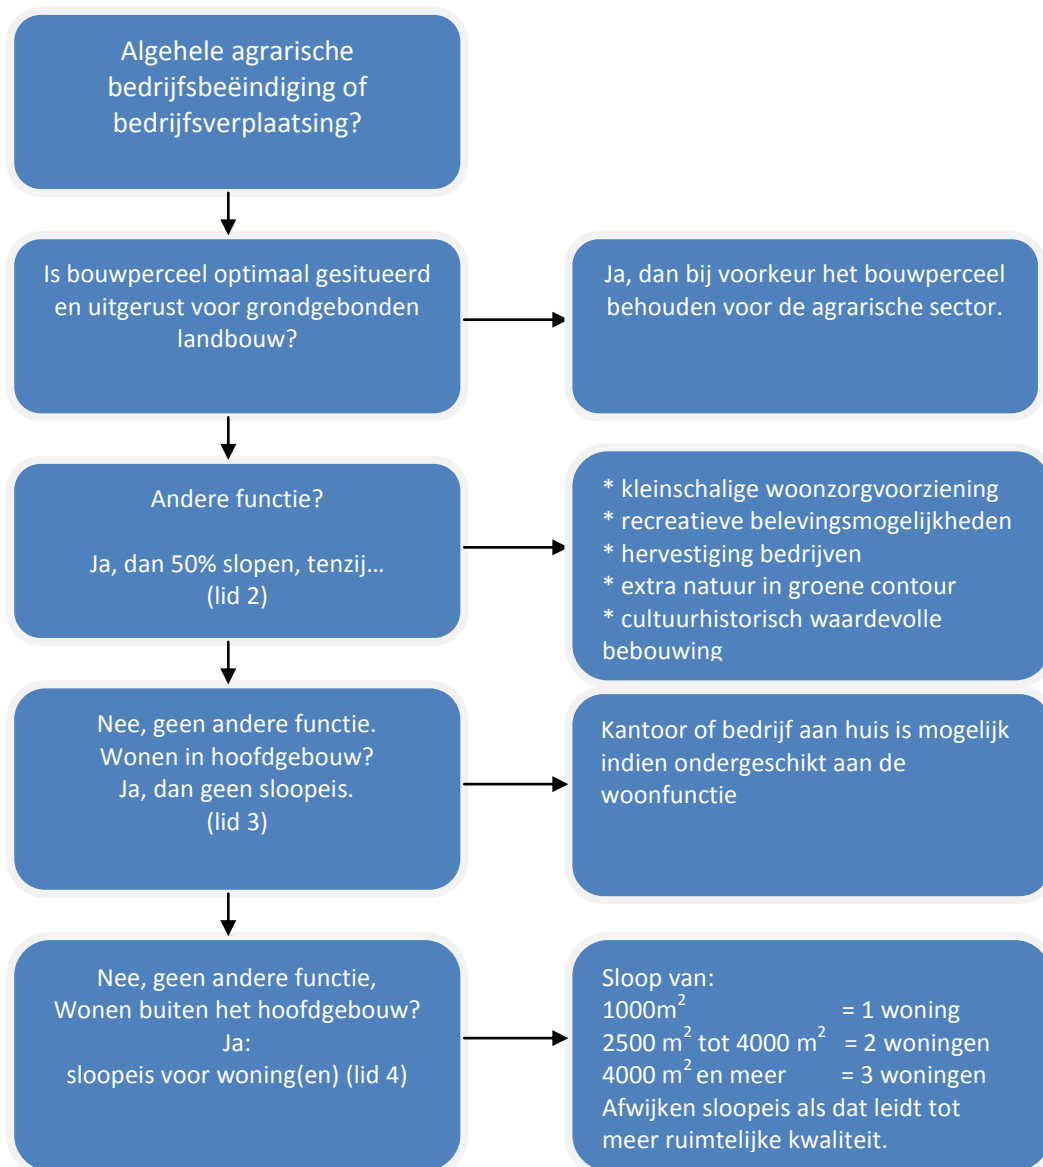 Algehele agrarische
bedrijfsbeëindiging of
bedrijfsverplaatsing?
Is bouwperceel optimaal gesitueerd
en uitgerust voor grondgebonden
landbouw?
Ja, dan bij voorkeur het bouwperceel
behouden voor de agrarische sector.
Andere functie?
Ja, dan 50% slopen, tenzij...
(lid 2)
* kleinschalige woonzorgvoorziening
* recreatieve belevingsmogelijkheden
* hervestiging bedrijven
* extra natuur in groene contour
* cultuurhistorisch waardevolle
bebouwing
Nee, geen andere functie.
Wonen in hoofdgebouw?
Ja, dan geen sloopeis.
(lid 3)
Kantoor of bedrijf aan huis is mogelijk
indien ondergeschikt aan de
woonfunctie
Nee, geen andere functie,
Wonen buiten het hoofdgebouw?
Ja:
sloopeis voor woning(en) (lid 4)
Sloop van:
1000m² = 1 woning
2500 m² tot 4000 m² = 2 woningen
4000 m² en meer = 3 woningen
Afwijken sloopeis als dat leidt tot
meer ruimtelijke kwaliteit.